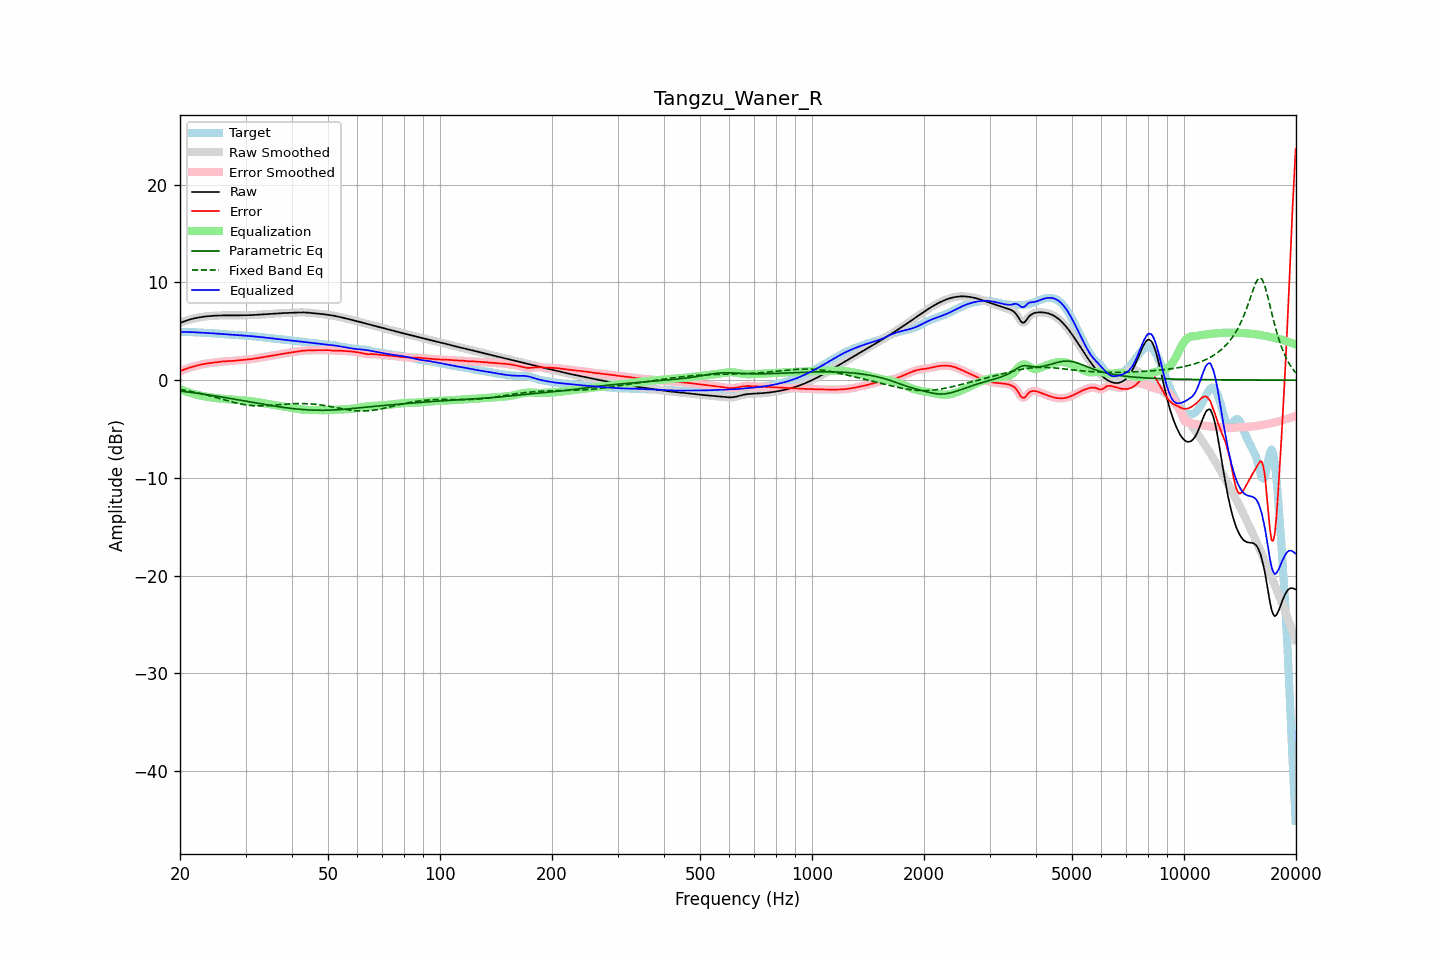 Tangzu_Waner_R
Target
Raw Smoothed
Error Smoothed
Raw
Error
Equalization
Parametric Eq
Fixed Band Eq
Equalized
20
10
0
−10
−20
−30
−40
Amplitude (dBr)
20 50 100 200 500 1000 2000 5000 10000 20000
Frequency (Hz)